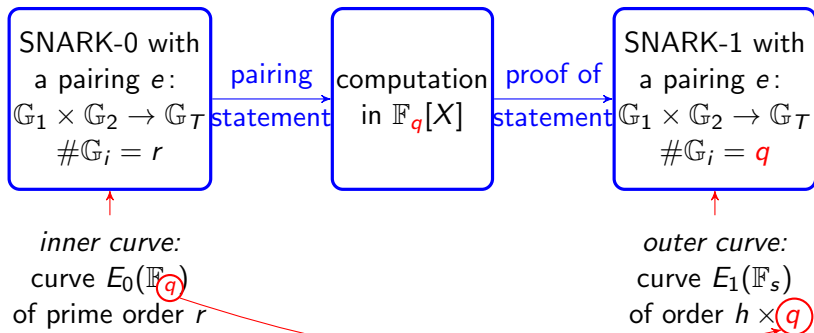 SNARK-0 with
a pairing e:
𝔾₁ × 𝔾₂ → 𝔾_T
#𝔾ᵢ = r
pairing
statement
computation
in 𝔽_q[X]
proof of
statement
SNARK-1 with
a pairing e:
𝔾₁ × 𝔾₂ → 𝔾_T
#𝔾ᵢ = q
inner curve:
curve E₀(𝔽_q)
of prime order r
outer curve:
curve E₁(𝔽_s)
of order h × q